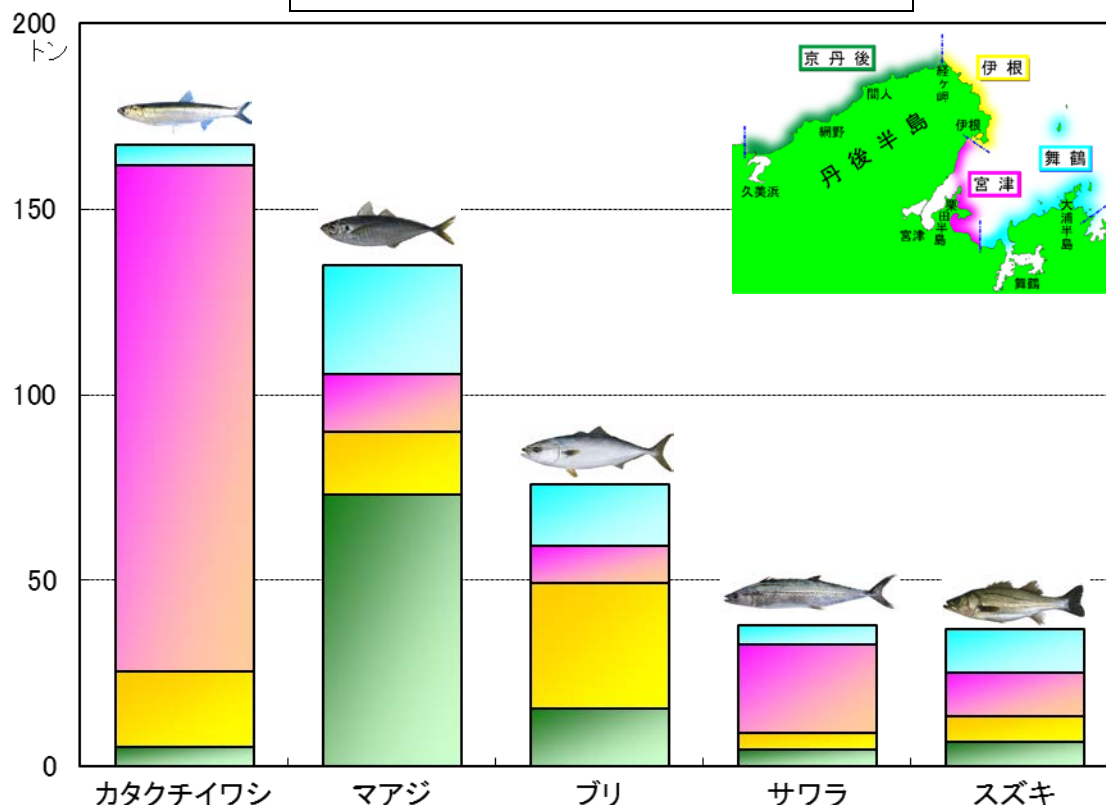 200
トン
150
100
50
0
カタクチイワシ
マアジ
ブリ
サワラ
スズキ
京丹後
伊根
経ヶ岬
間人
網野
伊根
丹後半島
舞鶴
宮津
久美浜
栗田半島
大浦半島
宮津
舞鶴